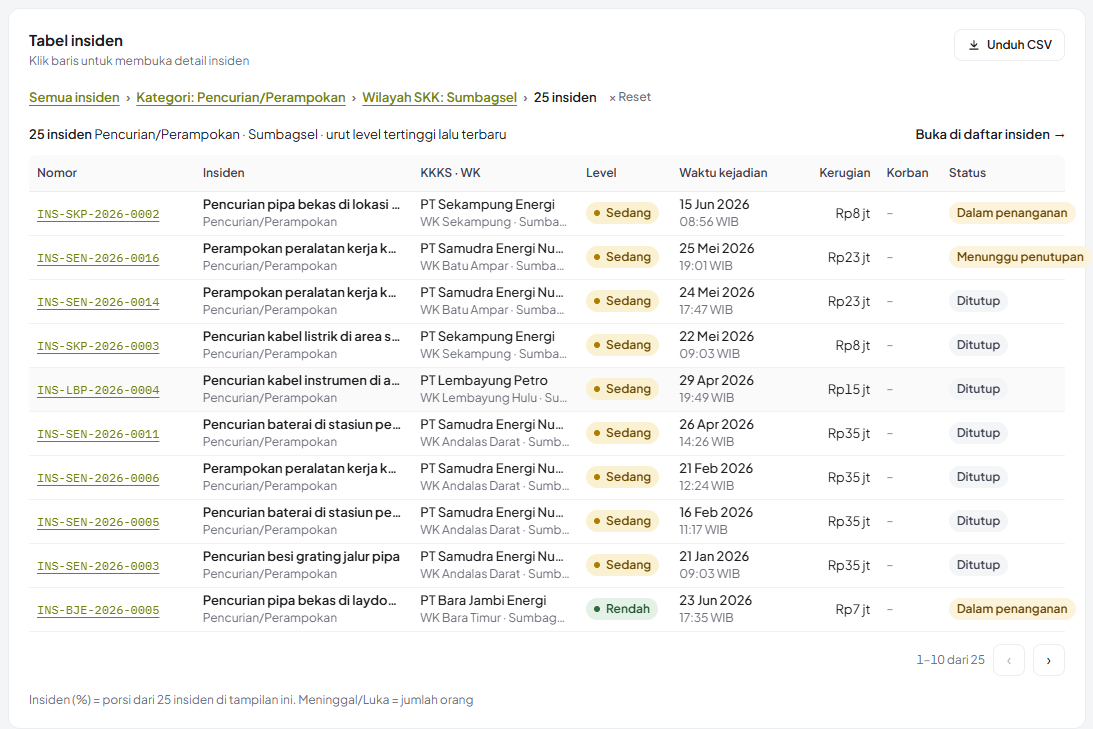 Tabel insiden
Unduh CSV
Klik baris untuk membuka detail insiden
Semua insiden › Kategori: Pencurian/Perampokan › Wilayah SKK: Sumbagsel › 25 insiden × Reset
25 insiden Pencurian/Perampokan · Sumbagsel · urut level tertinggi lalu terbaru
Buka di daftar insiden →
Nomor Insiden KKKS · WK Level Waktu kejadian Kerugian Korban Status
INS-SKP-2026-0002 Pencurian pipa bekas di lokasi ... PT Sekampung Energi Sedang 15 Jun 2026 Rp8 jt – Dalam penanganan
Pencurian/Perampokan WK Sekampung · Sumba... 08:56 WIB
INS-SEN-2026-0016 Perampokan peralatan kerja k... PT Samudra Energi Nu... Sedang 25 Mei 2026 Rp23 jt – Menunggu penutupan
Pencurian/Perampokan WK Batu Ampar · Sumba... 19:01 WIB
INS-SEN-2026-0014 Perampokan peralatan kerja k... PT Samudra Energi Nu... Sedang 24 Mei 2026 Rp23 jt – Ditutup
Pencurian/Perampokan WK Batu Ampar · Sumba... 17:47 WIB
INS-SKP-2026-0003 Pencurian kabel listrik di area s... PT Sekampung Energi Sedang 22 Mei 2026 Rp8 jt – Ditutup
Pencurian/Perampokan WK Sekampung · Sumba... 09:03 WIB
INS-LBP-2026-0004 Pencurian kabel instrumen di a... PT Lembayung Petro Sedang 29 Apr 2026 Rp15 jt – Ditutup
Pencurian/Perampokan WK Lembayung Hulu · Su... 19:49 WIB
INS-SEN-2026-0011 Pencurian baterai di stasiun pe... PT Samudra Energi Nu... Sedang 26 Apr 2026 Rp35 jt – Ditutup
Pencurian/Perampokan WK Andalas Darat · Sumb... 14:26 WIB
INS-SEN-2026-0006 Perampokan peralatan kerja k... PT Samudra Energi Nu... Sedang 21 Feb 2026 Rp35 jt – Ditutup
Pencurian/Perampokan WK Andalas Darat · Sumb... 12:24 WIB
INS-SEN-2026-0005 Pencurian baterai di stasiun pe... PT Samudra Energi Nu... Sedang 16 Feb 2026 Rp35 jt – Ditutup
Pencurian/Perampokan WK Andalas Darat · Sumb... 11:17 WIB
INS-SEN-2026-0003 Pencurian besi grating jalur pipa PT Samudra Energi Nu... Sedang 21 Jan 2026 Rp35 jt – Ditutup
Pencurian/Perampokan WK Andalas Darat · Sumb... 09:03 WIB
INS-BJE-2026-0005 Pencurian pipa bekas di laydo... PT Bara Jambi Energi Rendah 23 Jun 2026 Rp7 jt – Dalam penanganan
Pencurian/Perampokan WK Bara Timur · Sumbag... 17:35 WIB
1–10 dari 25 ‹ ›
Insiden (%) = porsi dari 25 insiden di tampilan ini. Meninggal/Luka = jumlah orang